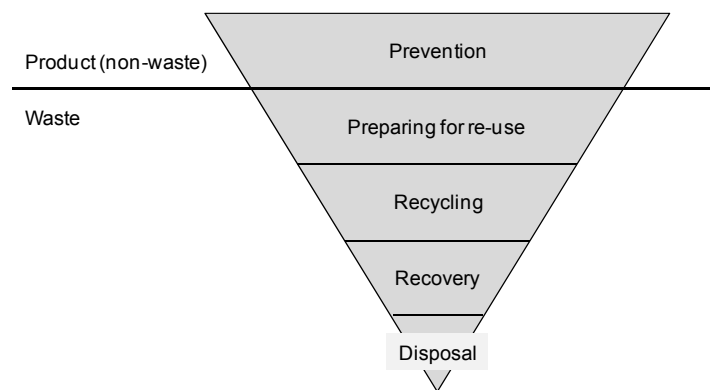 Prevention
Product (non-waste)
Waste
Preparing for re-use
Recycling
Recovery
Disposal